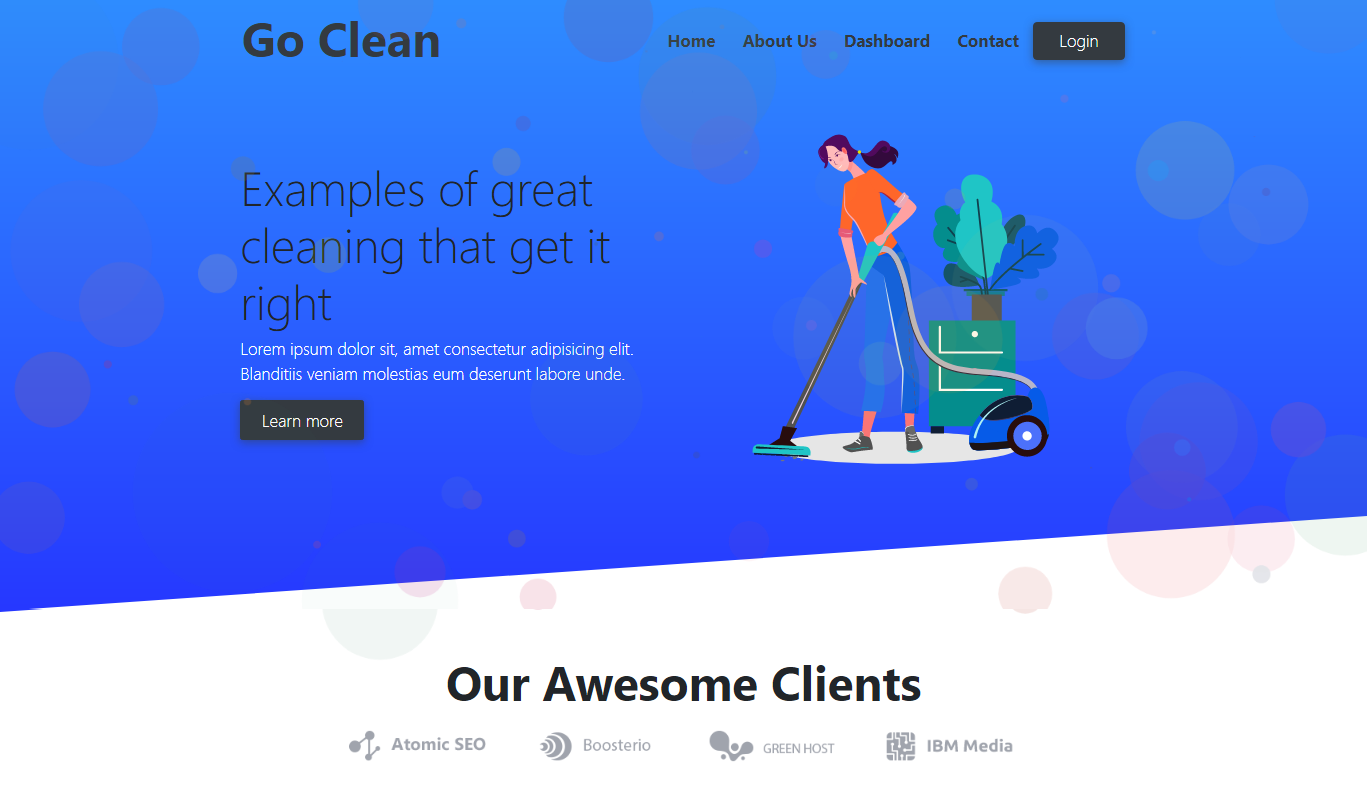 Go Clean
Home About Us Dashboard Contact Login
Examples of great
cleaning that get it
right
Lorem ipsum dolor sit, amet consectetur adipisicing elit.
Blanditiis veniam molestias eum deserunt labore unde.
Learn more
Our Awesome Clients
Atomic SEO Boosterio GREEN HOST IBM Media